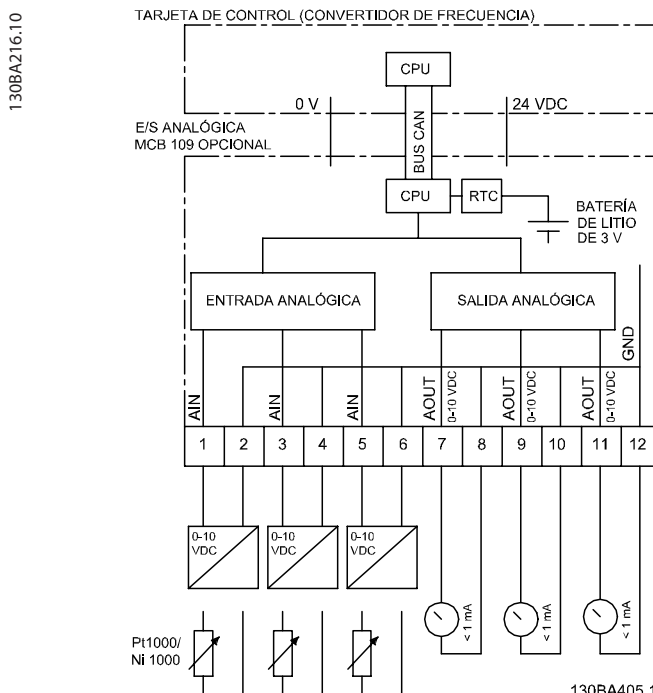 130BA216.10
TARJETA DE CONTROL (CONVERTIDOR DE FRECUENCIA)
CPU
0 V
24 VDC
E/S ANALÓGICA
MCB 109 OPCIONAL
BUS CAN
CPU
RTC
BATERÍA
DE LITIO
DE 3 V
ENTRADA ANALÓGICA
SALIDA ANALÓGICA
GND
AIN
AIN
AIN
AOUT
0-10 VDC
AOUT
0-10 VDC
AOUT
0-10 VDC
1 2 3 4 5 6 7 8 9 10 11 12
0-10
VDC
0-10
VDC
0-10
VDC
< 1 mA
< 1 mA
< 1 mA
Pt1000/
Ni 1000